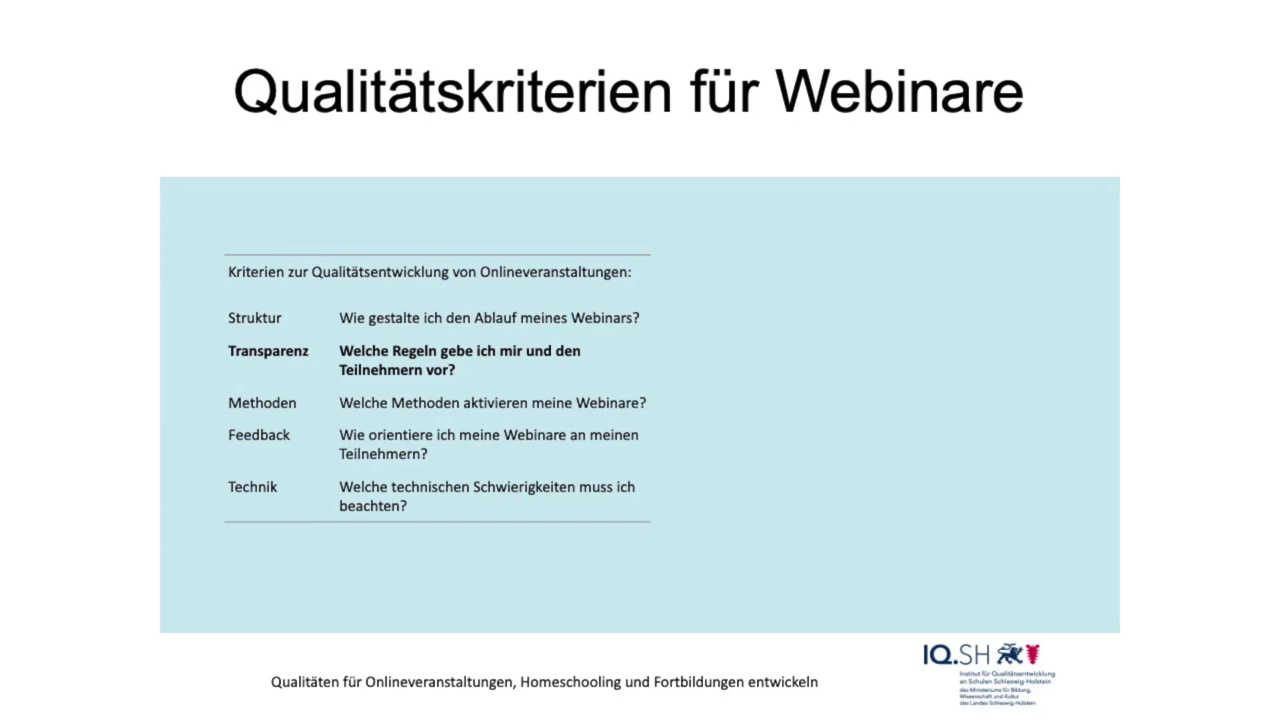 Qualitätskriterien für Webinare
Kriterien zur Qualitätsentwicklung von Onlineveranstaltungen:
Struktur Wie gestalte ich den Ablauf meines Webinars?
Transparenz Welche Regeln gebe ich mir und den
Teilnehmern vor?
Methoden Welche Methoden aktivieren meine Webinare?
Feedback Wie orientiere ich meine Webinare an meinen
Teilnehmern?
Technik Welche technischen Schwierigkeiten muss ich
beachten?
Qualitäten für Onlineveranstaltungen, Homeschooling und Fortbildungen entwickeln
IQ.SH
Institut für Qualitätsentwicklung
an Schulen Schleswig-Holstein
des Ministeriums für Bildung,
Wissenschaft und Kultur
des Landes Schleswig-Holstein